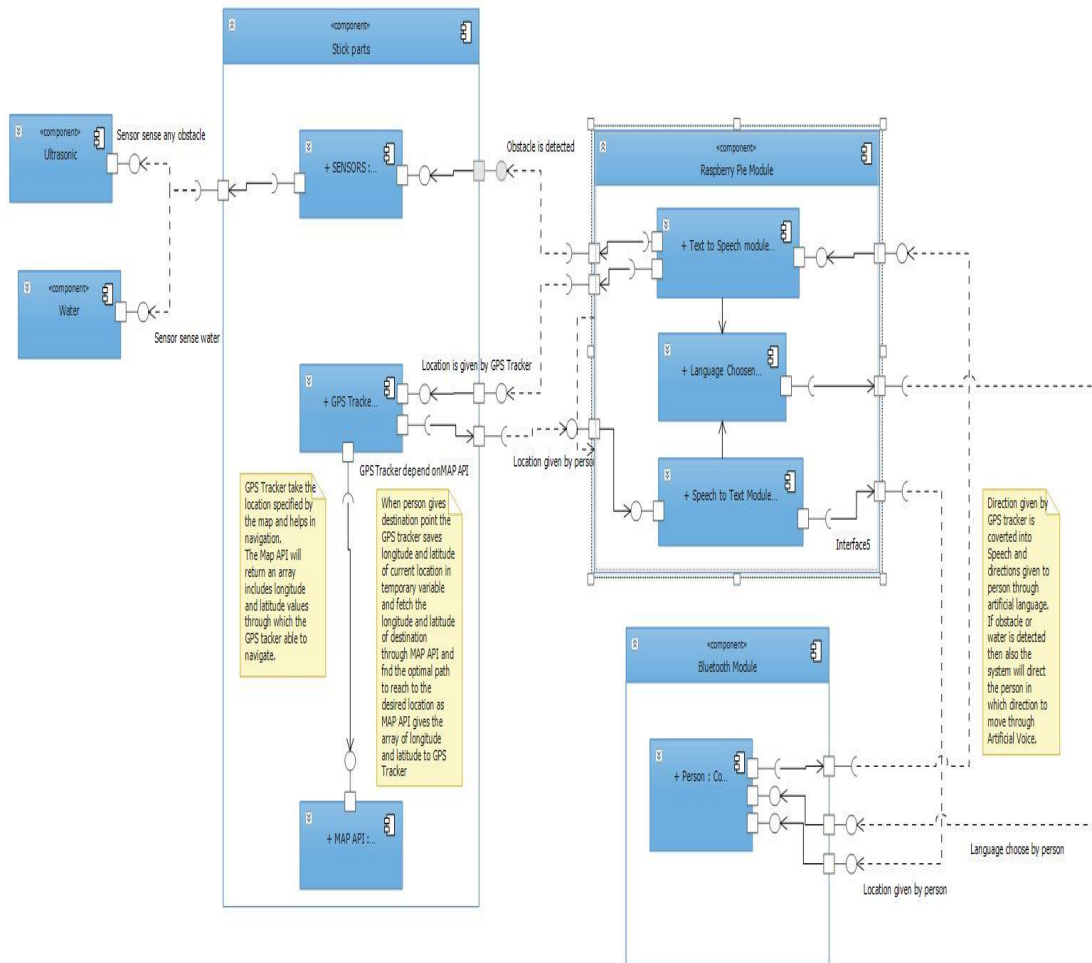 «component»
Stick parts
«component»
Ultrasonic
Sensor sense any obstacle
+ SENSORS :...
Obstacle is detected
«component»
Raspberry Pie Module
+ Text to Speech module...
«component»
Water
Sensor sense water
+ Language Choosen...
Location is given by GPS Tracker
+ GPS Tracke...
Location given by person
GPS Tracker depend onMAP API
+ Speech to Text Module...
Interface5
GPS Tracker take the
location specified by
the map and helps in
navigation.
The Map API will
return an array
includes longitude
and latitude values
through which the
GPS tacker able to
navigate.
When person gives
destination point the
GPS tracker saves
longitude and latitude
of current location in
temporary variable
and fetch the
longitude and latitude
of destination
through MAP API and
fnd the optimal path
to reach to the
desired location as
MAP API gives the
array of longitude
and latitude to GPS
Tracker
Direction given by
GPS tracker is
coverted into
Speech and
directions given to
person through
artificial language.
If obstacle or
water is detected
then also the
system will direct
the person in
which direction to
move through
Artificial Voice.
«component»
Bluetooth Module
+ Person : Co...
+ MAP API :...
Language choose by person
Location given by person